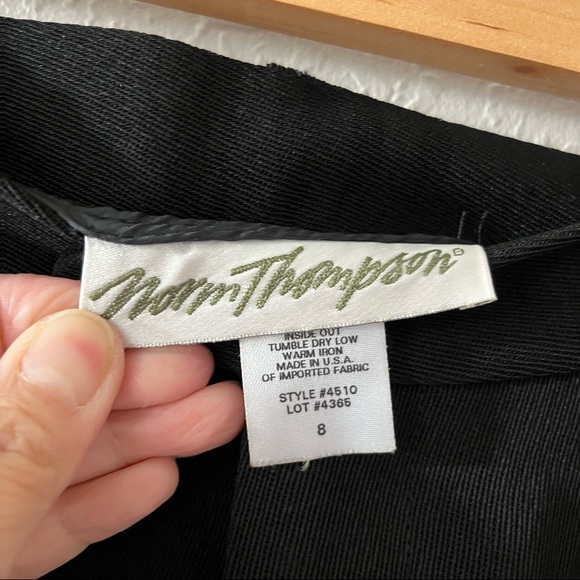 Norm Thompson®
INSIDE OUT
TUMBLE DRY LOW
WARM IRON
MADE IN U.S.A.
OF IMPORTED FABRIC
STYLE #4510
LOT #4365
8